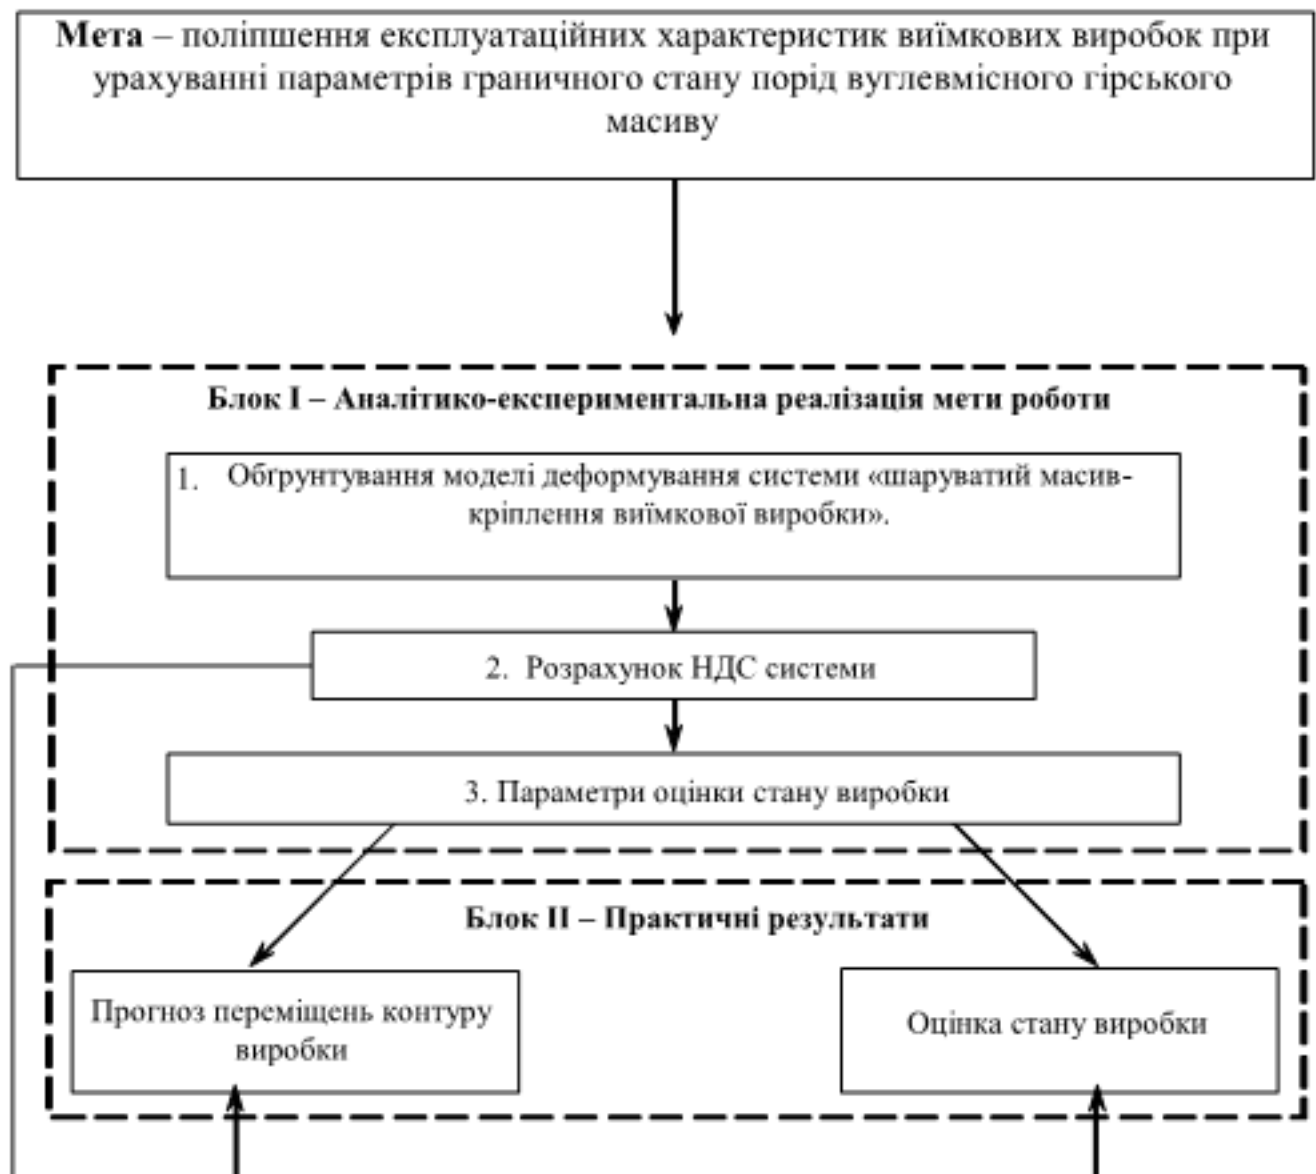 Мета – поліпшення експлуатаційних характеристик виїмкових виробок при
урахуванні параметрів граничного стану порід вуглевмісного гірського
масиву
Блок I – Аналітико-експериментальна реалізація мети роботи
1. Обґрунтування моделі деформування системи «шаруватий масив-
кріплення виїмкової виробки».
2. Розрахунок НДС системи
3. Параметри оцінки стану виробки
Блок II – Практичні результати
Прогноз переміщень контуру
виробки
Оцінка стану виробки